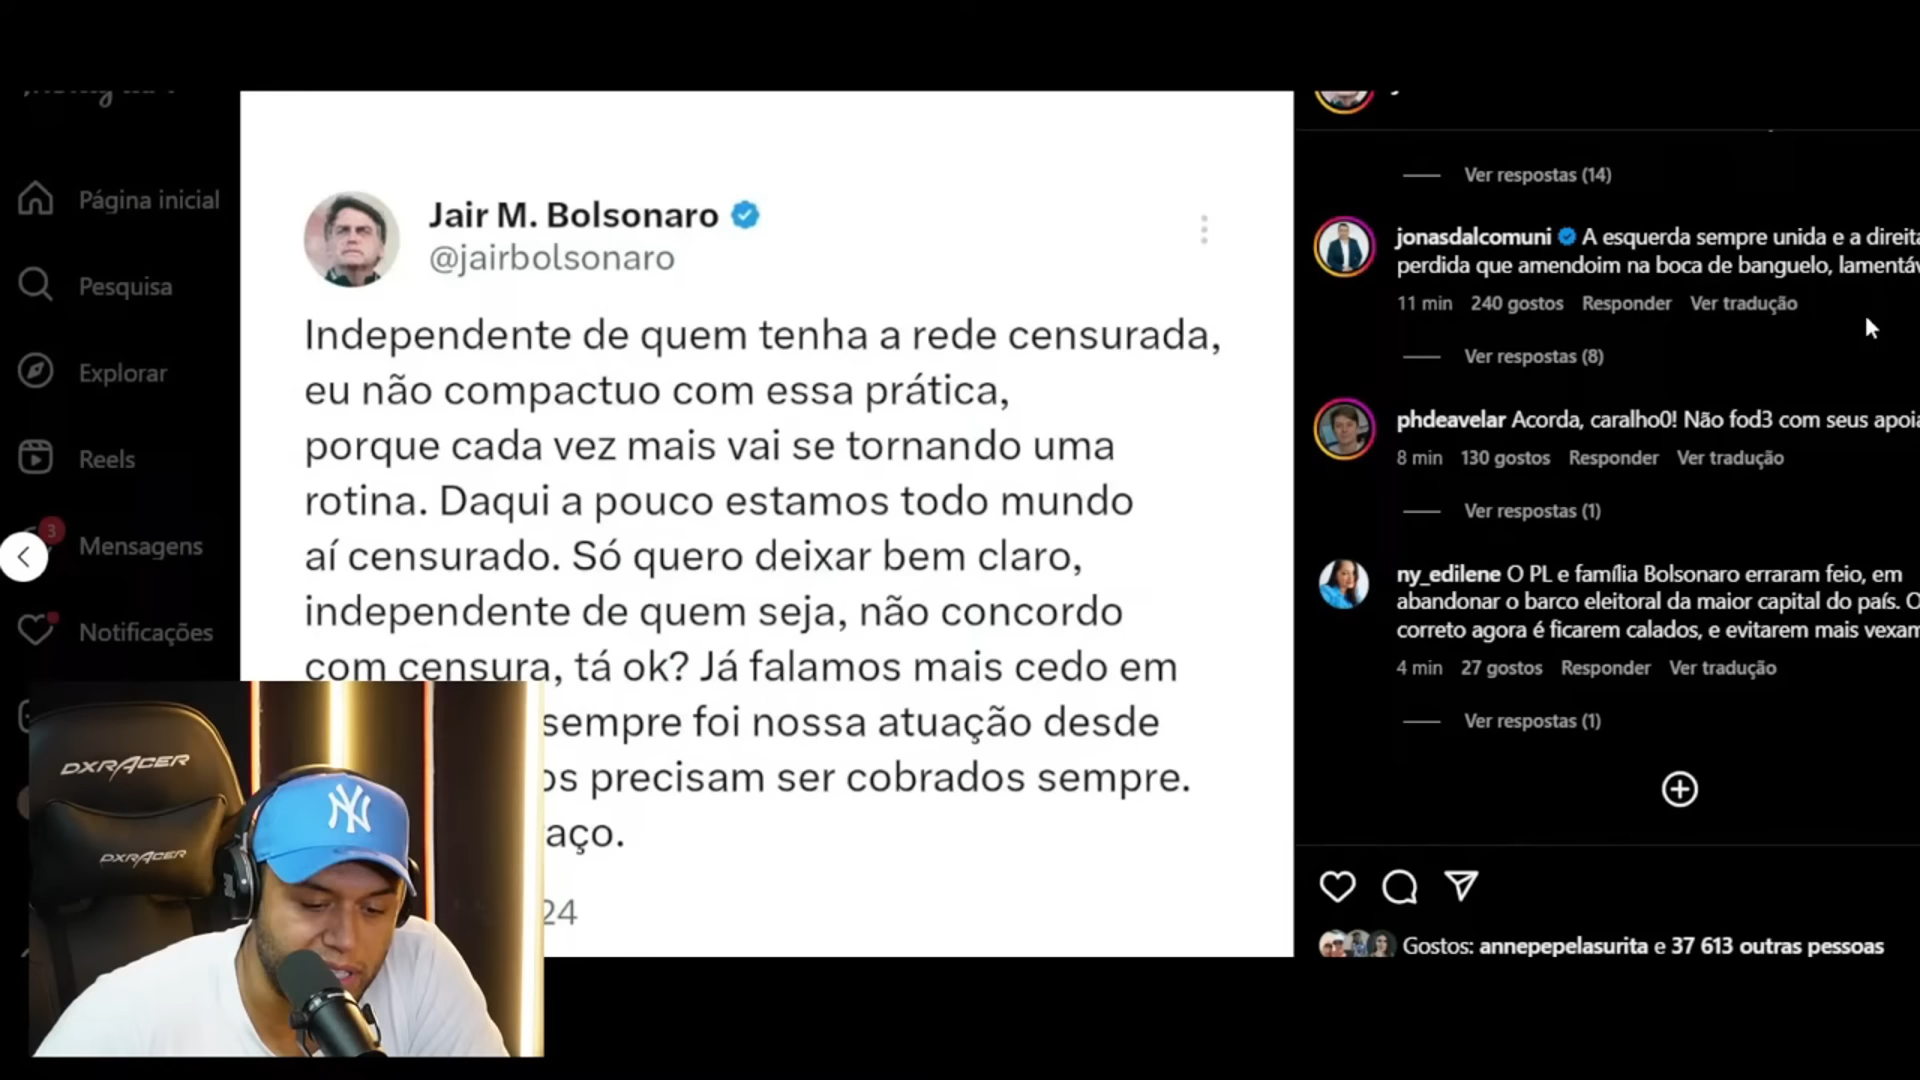 Página inicial
Pesquisa
Explorar
Reels
3
Mensagens
Notificações
Jair M. Bolsonaro
@jairbolsonaro
Independente de quem tenha a rede censurada,
eu não compactuo com essa prática,
porque cada vez mais vai se tornando uma
rotina. Daqui a pouco estamos todo mundo
aí censurado. Só quero deixar bem claro,
independente de quem seja, não concordo
com censura, tá ok? Já falamos mais cedo em
sempre foi nossa atuação desde
os precisam ser cobrados sempre.
aço.
24
DXRACER
DXRACER
NY
Ver respostas (14)
jonasdalcomuni A esquerda sempre unida e a direita
perdida que amendoim na boca de banguelo, lamentáv
11 min 240 gostos Responder Ver tradução
Ver respostas (8)
phdeavelar Acorda, caralho0! Não fod3 com seus apoia
8 min 130 gostos Responder Ver tradução
Ver respostas (1)
ny_edilene O PL e família Bolsonaro erraram feio, em
abandonar o barco eleitoral da maior capital do país. O
correto agora é ficarem calados, e evitarem mais vexam
4 min 27 gostos Responder Ver tradução
Ver respostas (1)
Gostos: annepepelasurita e 37 613 outras pessoas